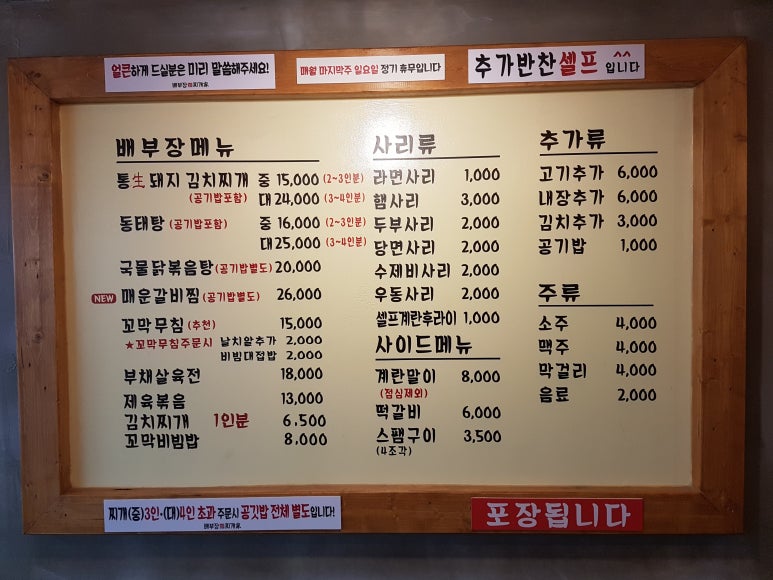 얼큰하게 드실분은 미리 말씀해주세요!
매월 마지막주 일요일 정기 휴무입니다
추가반찬셀프 입니다 ^^
배부장메뉴
통生 돼지 김치찌개 중 15,000 (2~3인분)
(공기밥포함) 대 24,000 (3~4인분)
동태탕 (공기밥포함) 중 16,000 (2~3인분)
대 25,000 (3~4인분)
국물닭볶음탕 (공기밥별도) 20,000
NEW 매운갈비찜 (공기밥별도) 26,000
꼬막무침 (추천) 15,000
★꼬막무침주문시 날치알추가 2,000
비빔대접밥 2,000
부채살육전 18,000
제육볶음 13,000
김치찌개 1인분 6,500
꼬막비빔밥 8,000
사리류
라면사리 1,000
햄사리 3,000
두부사리 2,000
당면사리 2,000
수제비사리 2,000
우동사리 2,000
셀프계란후라이 1,000
사이드메뉴
계란말이 8,000
(점심제외)
떡갈비 6,000
스팸구이 3,500
(4조각)
추가류
고기추가 6,000
내장추가 6,000
김치추가 3,000
공기밥 1,000
주류
소주 4,000
맥주 4,000
막걸리 4,000
음료 2,000
찌개(중)3인·(대)4인 초과 주문시 공깃밥 전체 별도입니다!
포장됩니다